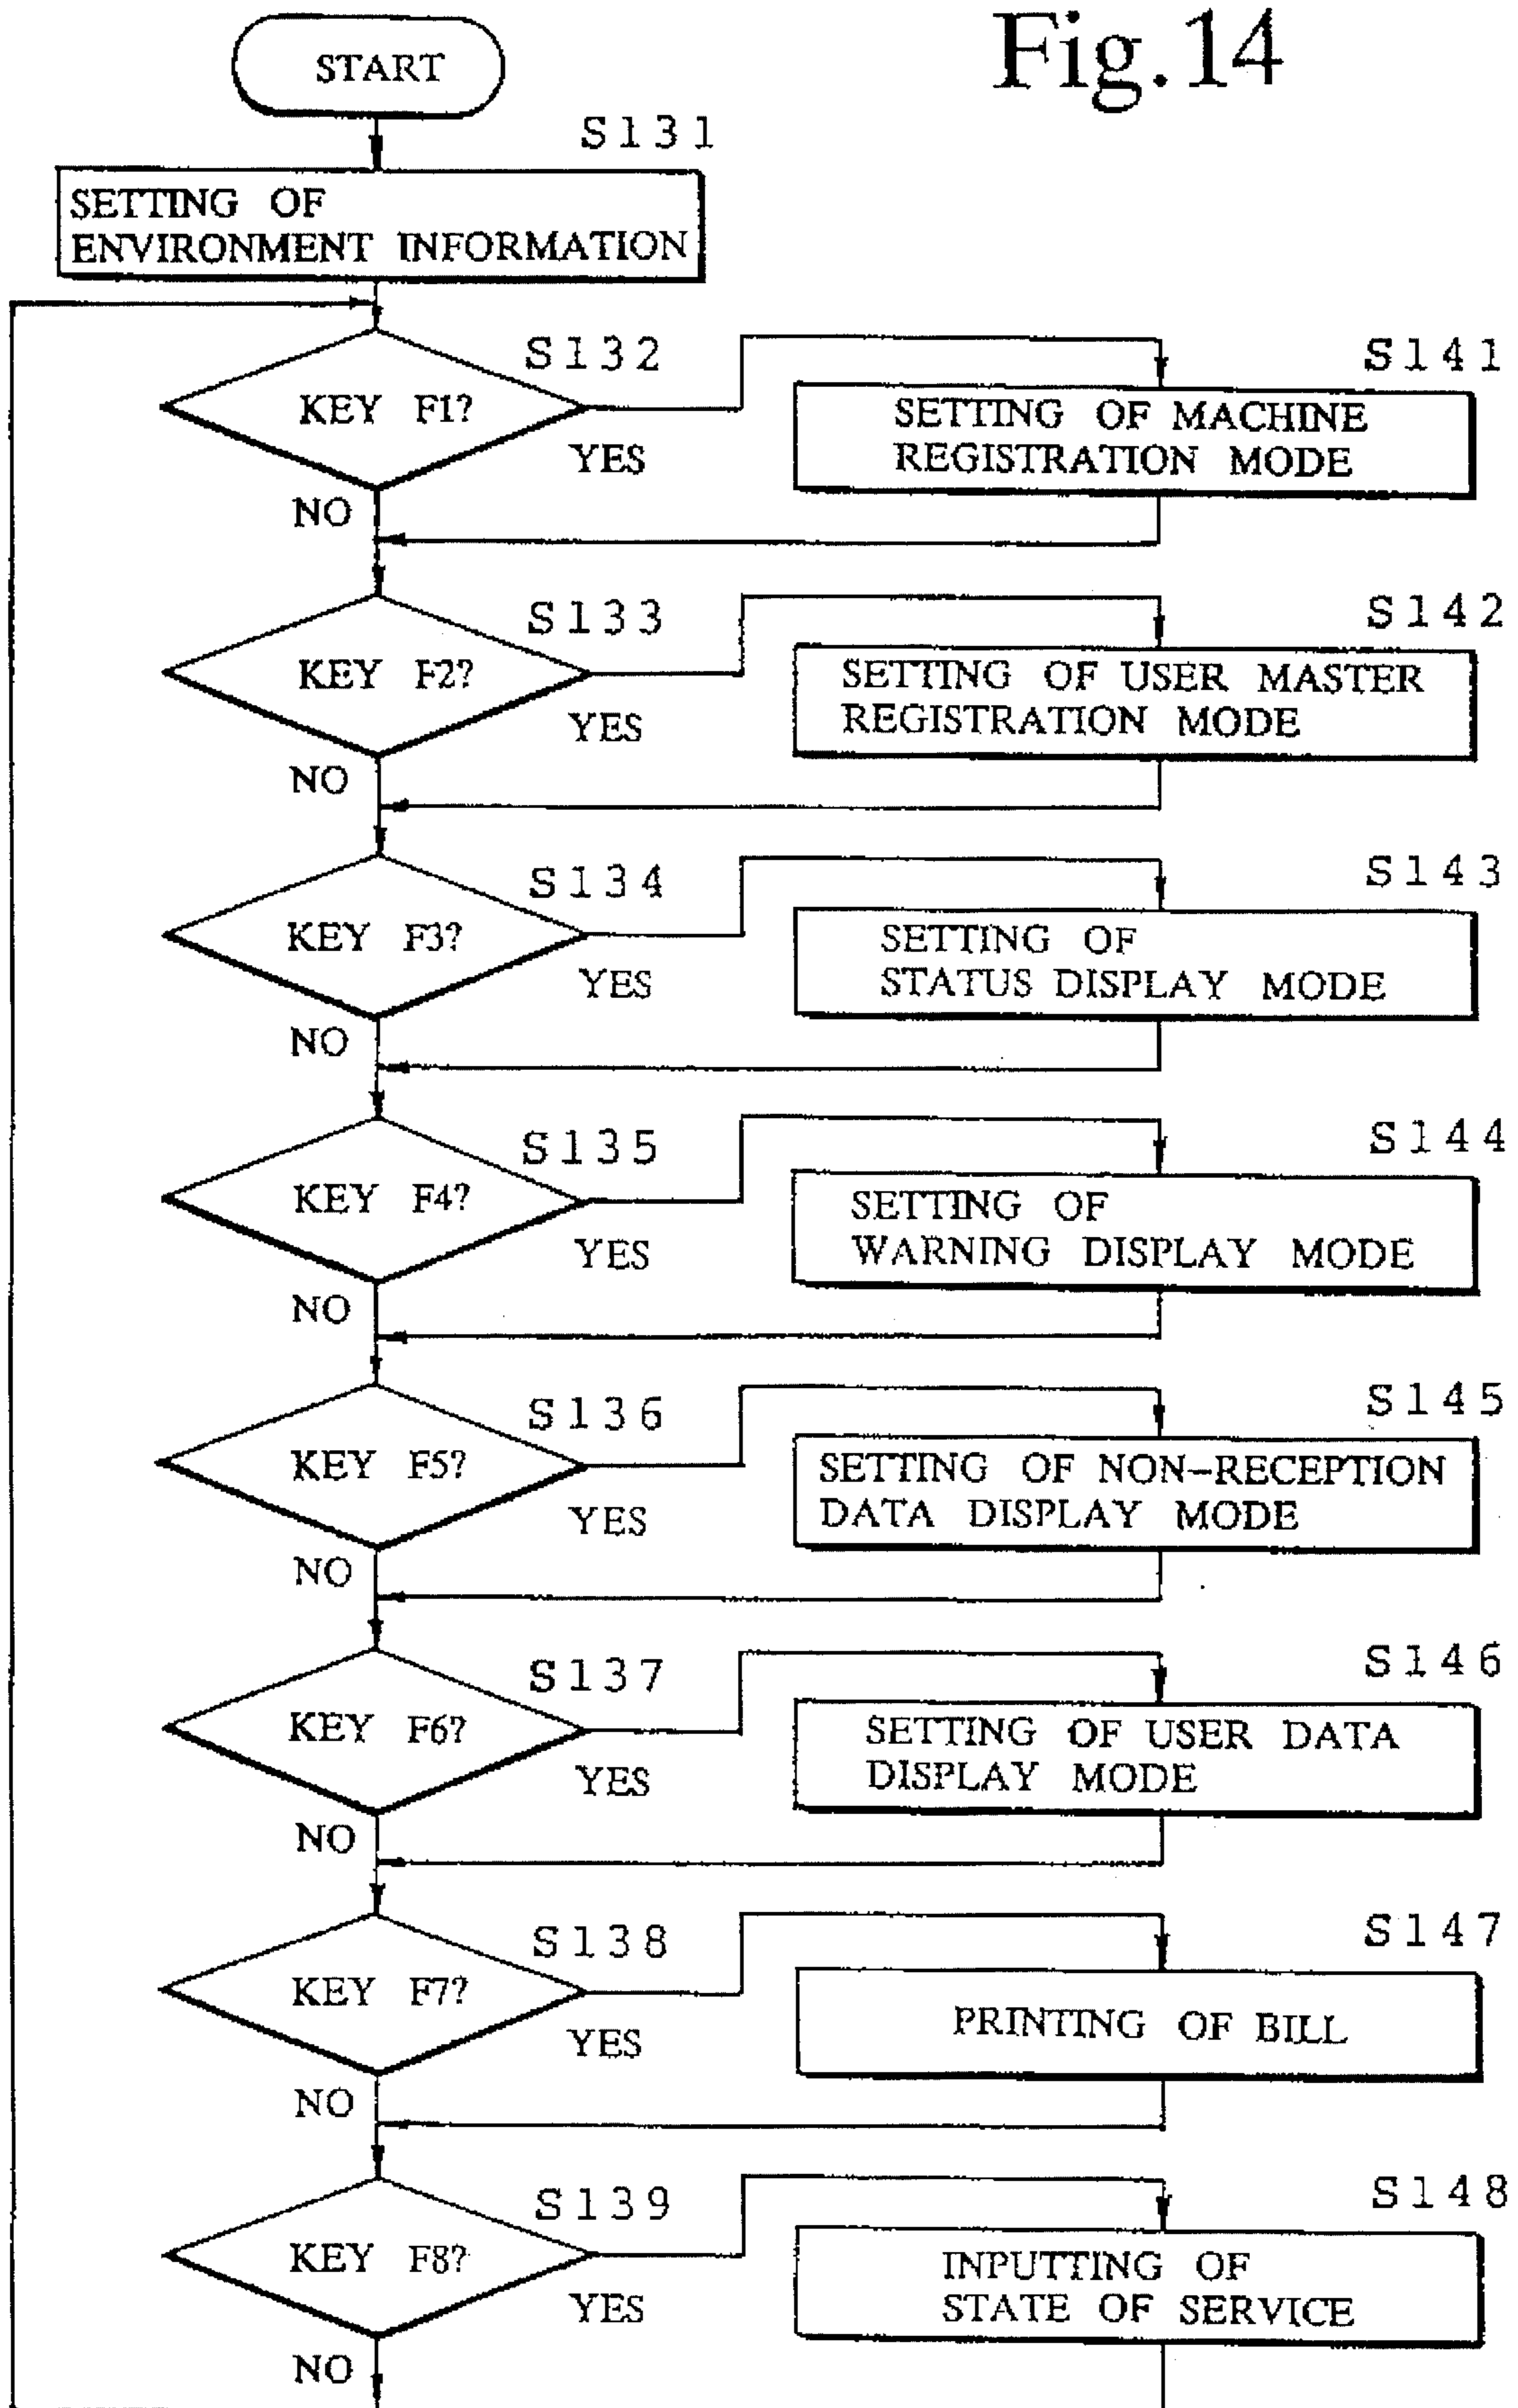 Fig.14
START
S131
SETTING OF
ENVIRONMENT INFORMATION
S132
KEY F1?
YES
NO
S141
SETTING OF MACHINE
REGISTRATION MODE
S133
KEY F2?
YES
NO
S142
SETTING OF USER MASTER
REGISTRATION MODE
S134
KEY F3?
YES
NO
S143
SETTING OF
STATUS DISPLAY MODE
S135
KEY F4?
YES
NO
S144
SETTING OF
WARNING DISPLAY MODE
S136
KEY F5?
YES
NO
S145
SETTING OF NON-RECEPTION
DATA DISPLAY MODE
S137
KEY F6?
YES
NO
S146
SETTING OF USER DATA
DISPLAY MODE
S138
KEY F7?
YES
NO
S147
PRINTING OF BILL
S139
KEY F8?
YES
NO
S148
INPUTTING OF
STATE OF SERVICE